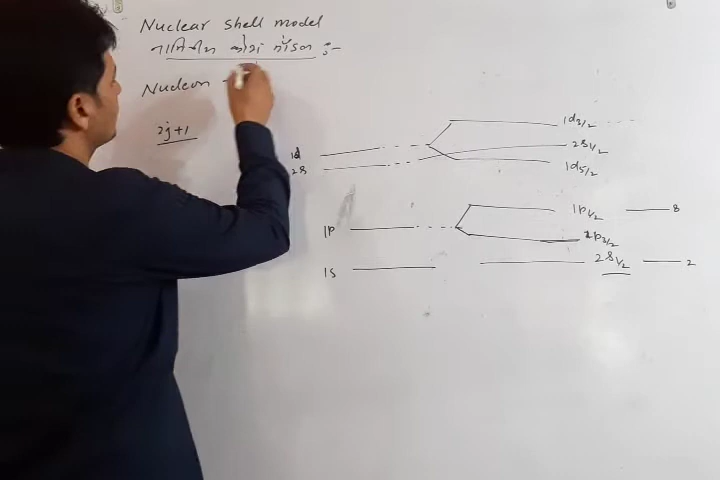 Nuclear shell model
Nucleon →
2j+1
1d
2s
1p
1s
1d3/2
2s1/2
1d5/2
1p1/2 — 8
1p3/2
2s1/2 — 2